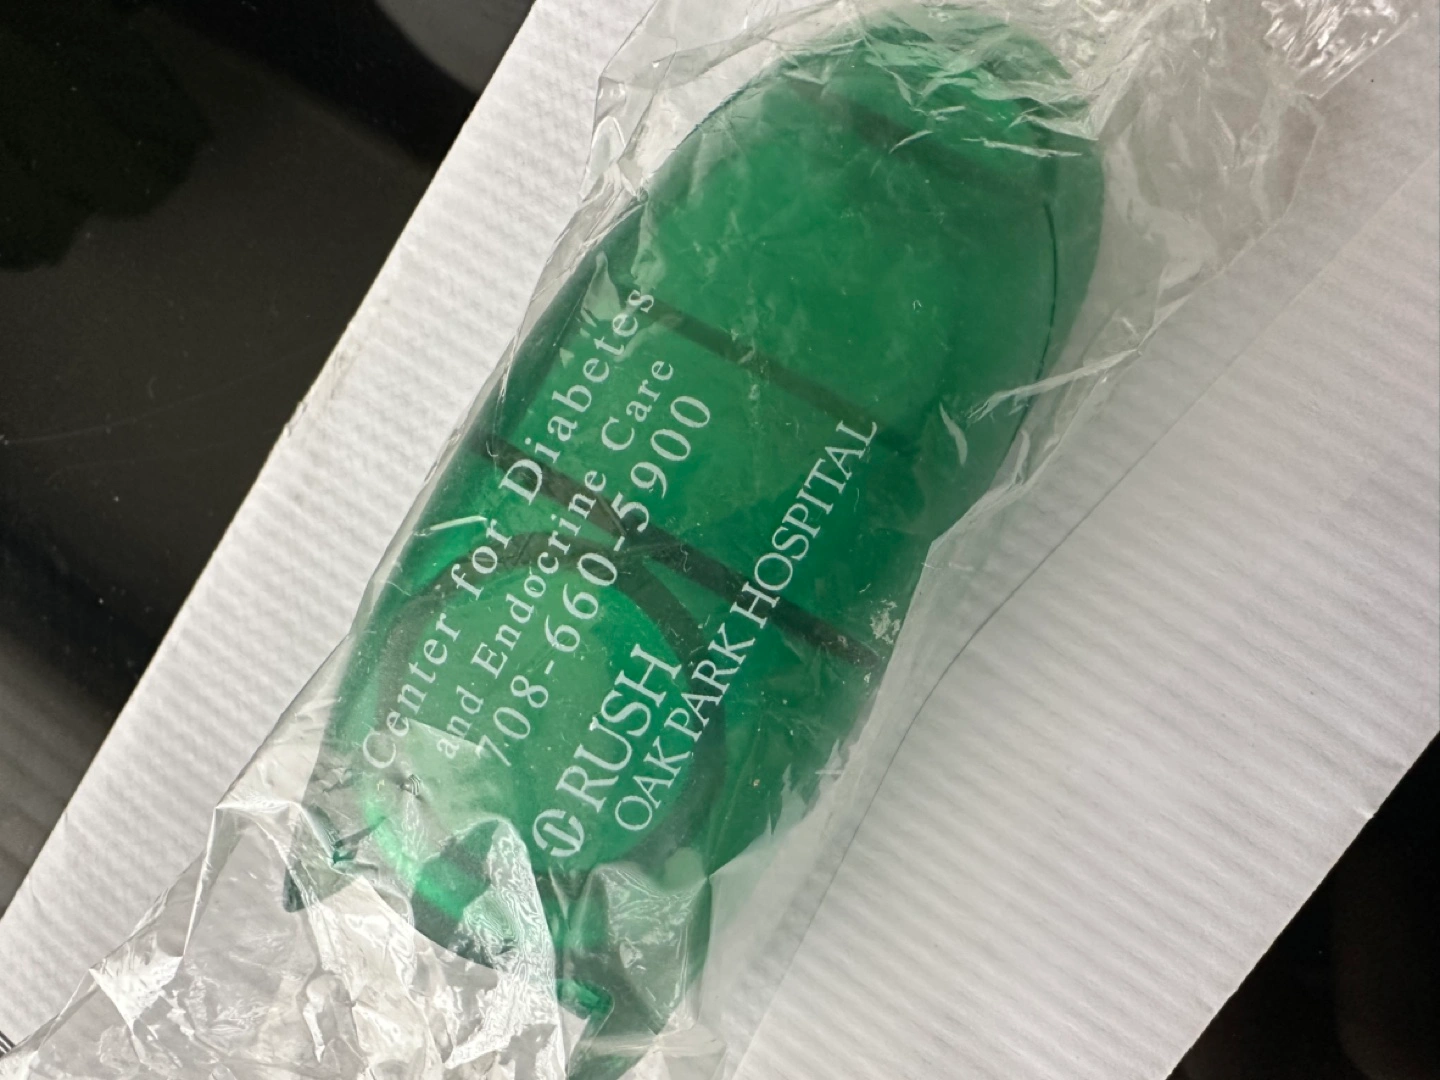 Center for Diabetes
and Endocrine Care
708-660-5900
RUSH
OAK PARK HOSPITAL